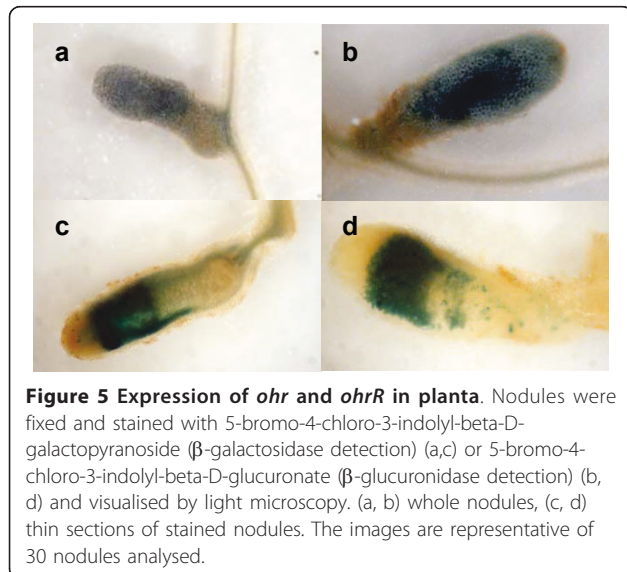 a
b
c
d
Figure 5 Expression of ohr and ohrR in planta. Nodules were
fixed and stained with 5-bromo-4-chloro-3-indolyl-beta-D-
galactopyranoside (β-galactosidase detection) (a,c) or 5-bromo-4-
chloro-3-indolyl-beta-D-glucuronate (β-glucuronidase detection) (b,
d) and visualised by light microscopy. (a, b) whole nodules, (c, d)
thin sections of stained nodules. The images are representative of
30 nodules analysed.